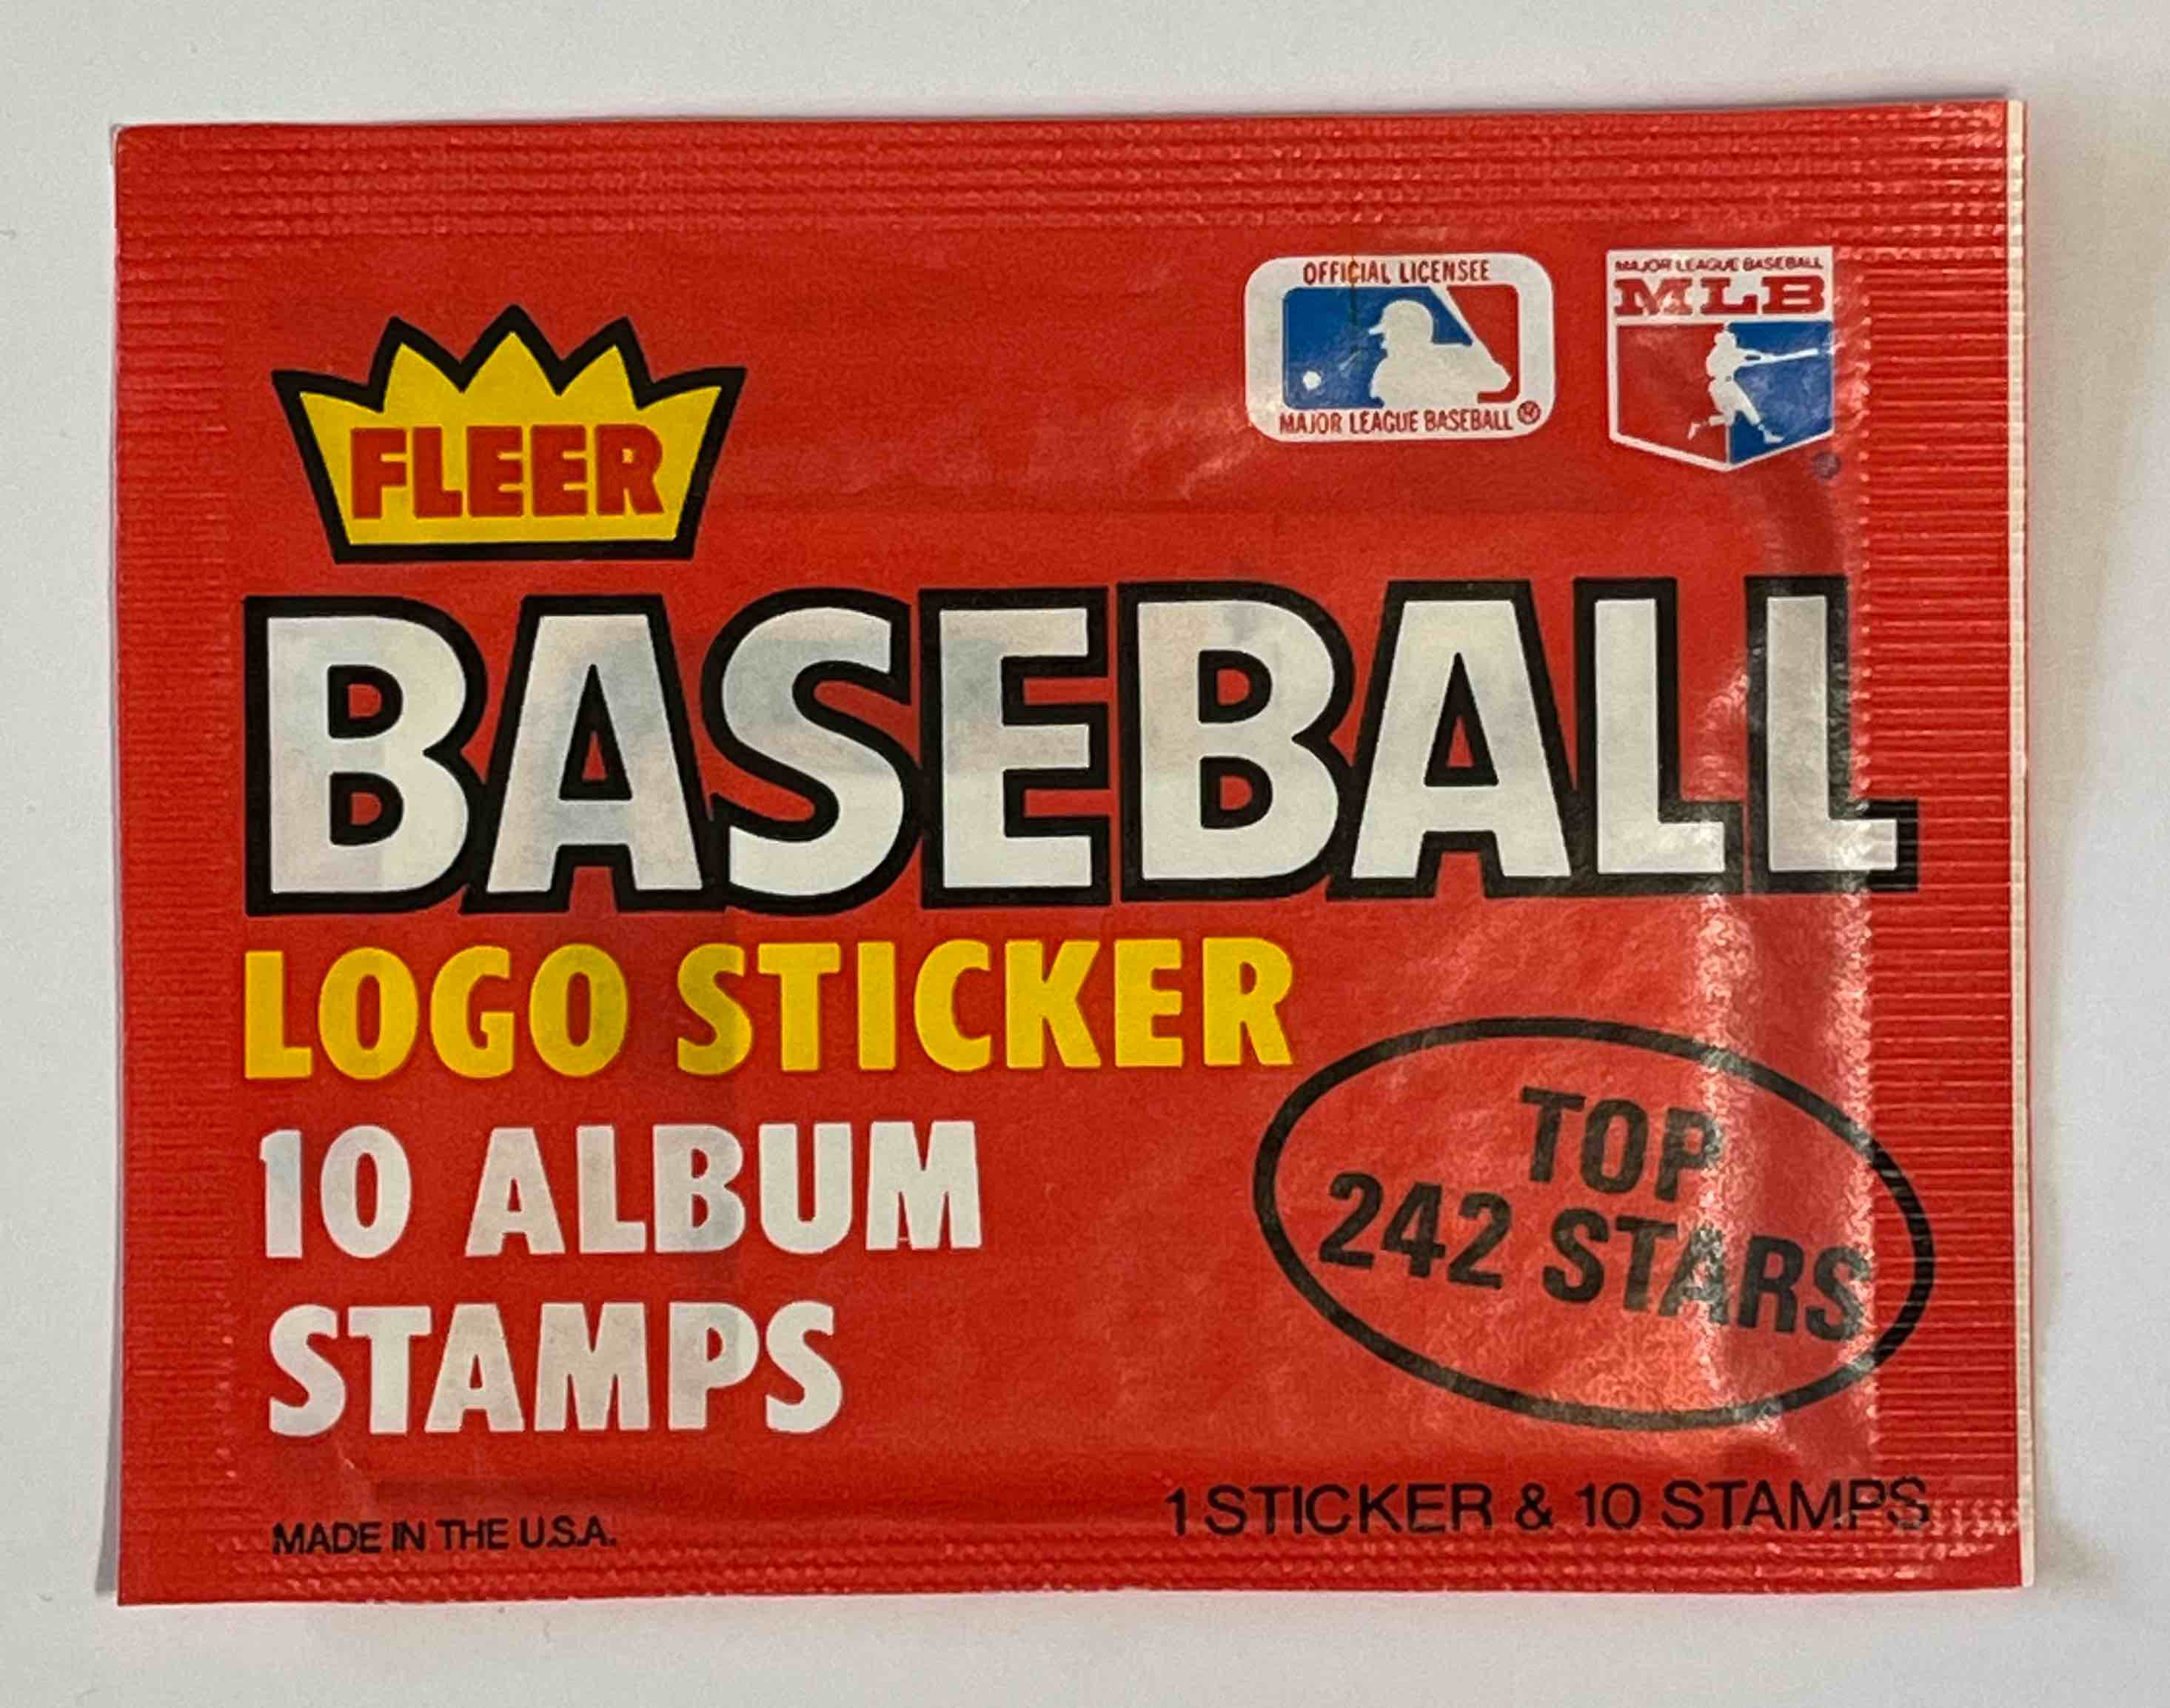 OFFICIAL LICENSEE
MAJOR LEAGUE BASEBALL ®
MAJOR LEAGUE BASEBALL
MLB
FLEER
BASEBALL
LOGO STICKER
10 ALBUM
STAMPS
TOP
242 STARS
MADE IN THE U.S.A.
1 STICKER & 10 STAMPS